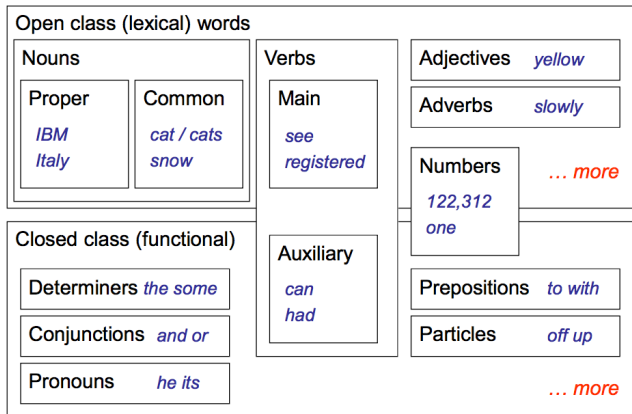 Open class (lexical) words
Nouns
Proper
IBM
Italy
Common
cat / cats
snow
Verbs
Main
see
registered
Adjectives yellow
Adverbs slowly
Numbers
122,312
one
… more
Closed class (functional)
Determiners the some
Conjunctions and or
Pronouns he its
Auxiliary
can
had
Prepositions to with
Particles off up
… more